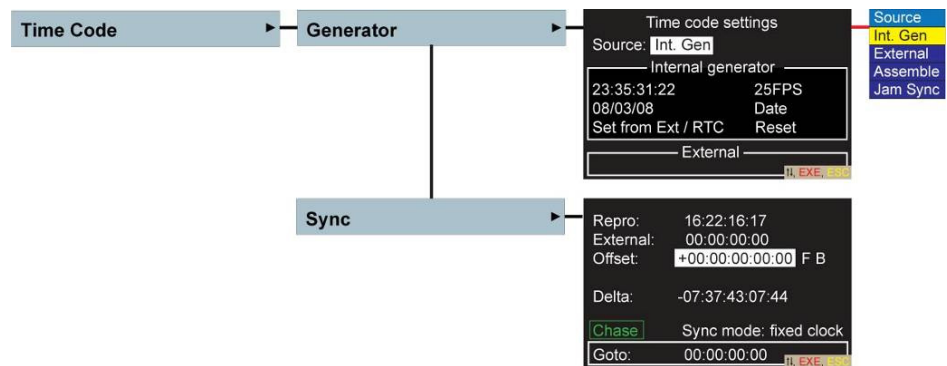 Time Code
Generator
Time code settings
Source: Int. Gen
Internal generator
23:35:31:22 25FPS
08/03/08 Date
Set from Ext / RTC Reset
External
⇅, EXE, ESC
Source
Int. Gen
External
Assemble
Jam Sync
Sync
Repro: 16:22:16:17
External: 00:00:00:00
Offset: +00:00:00:00:00 F B
Delta: -07:37:43:07:44
Chase Sync mode: fixed clock
Goto: 00:00:00:00
⇅, EXE, ESC